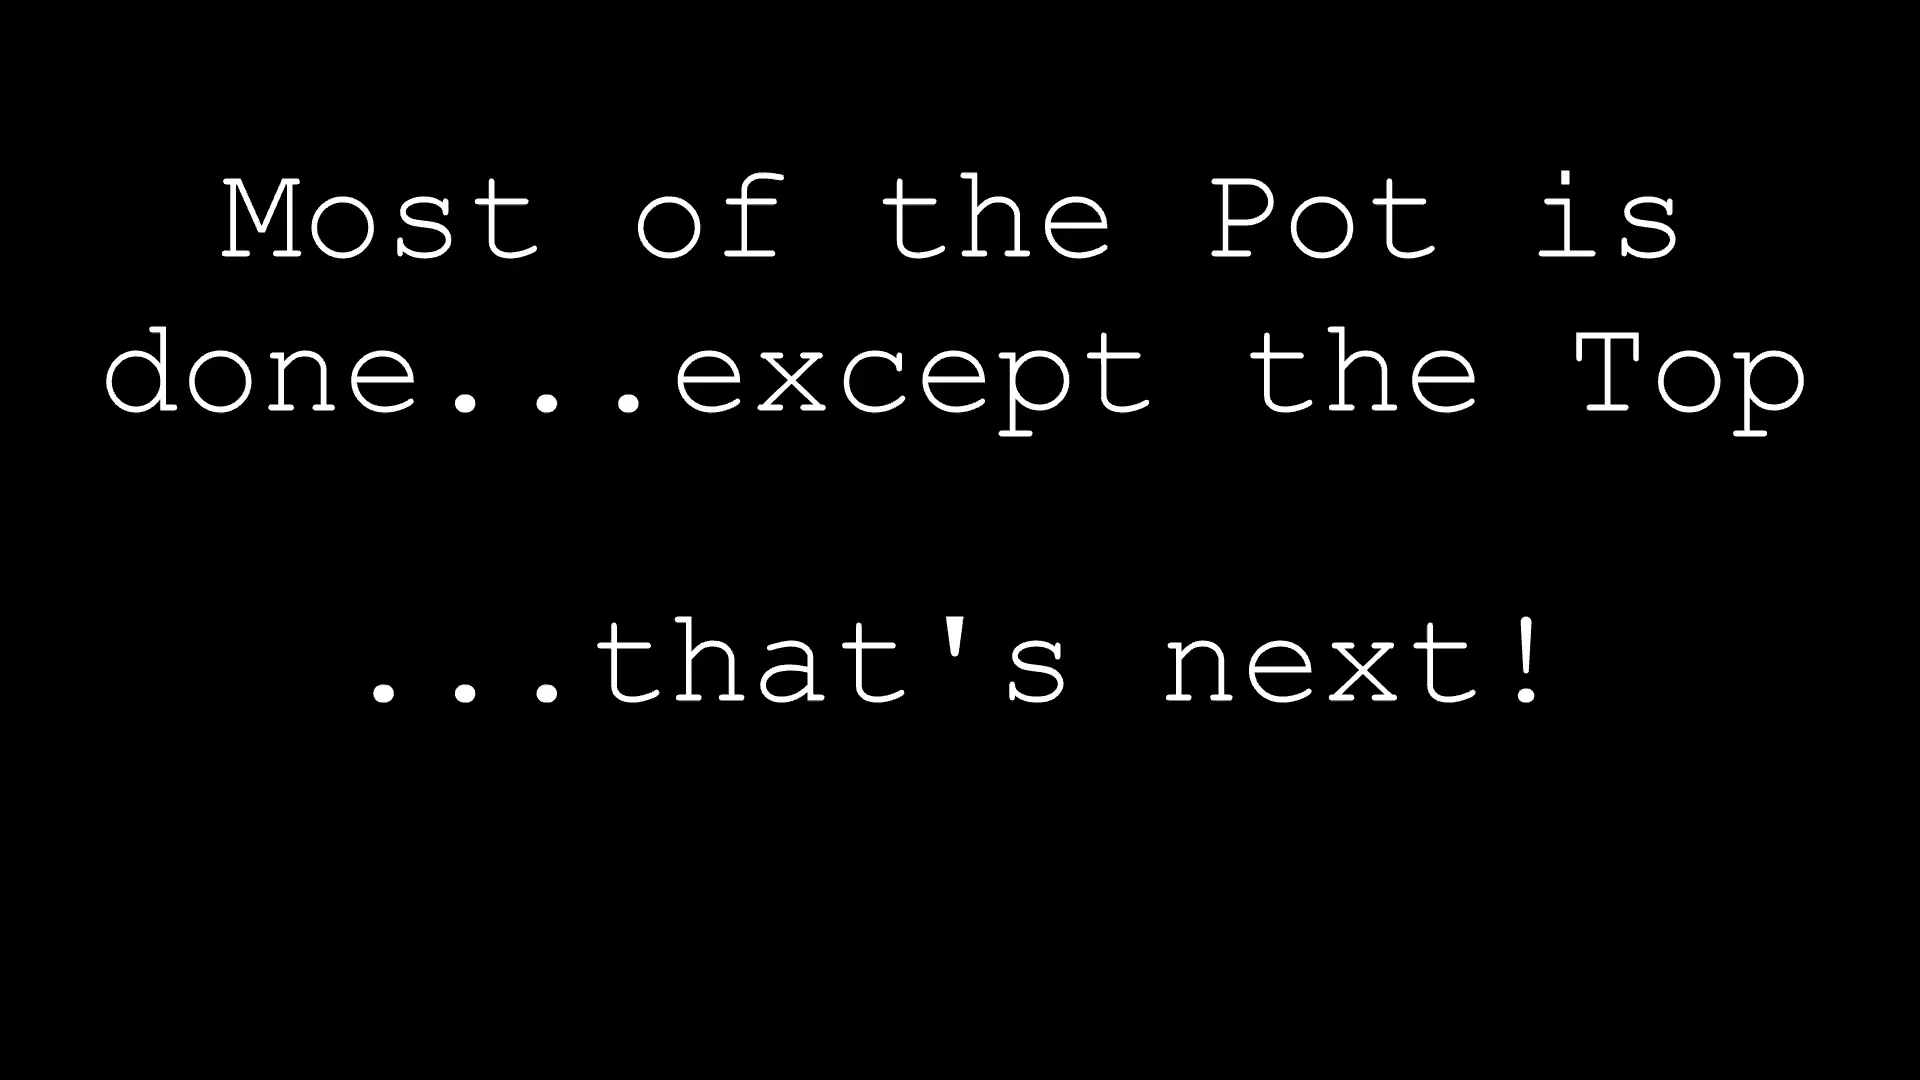 Most of the Pot is
done...except the Top
...that's next!